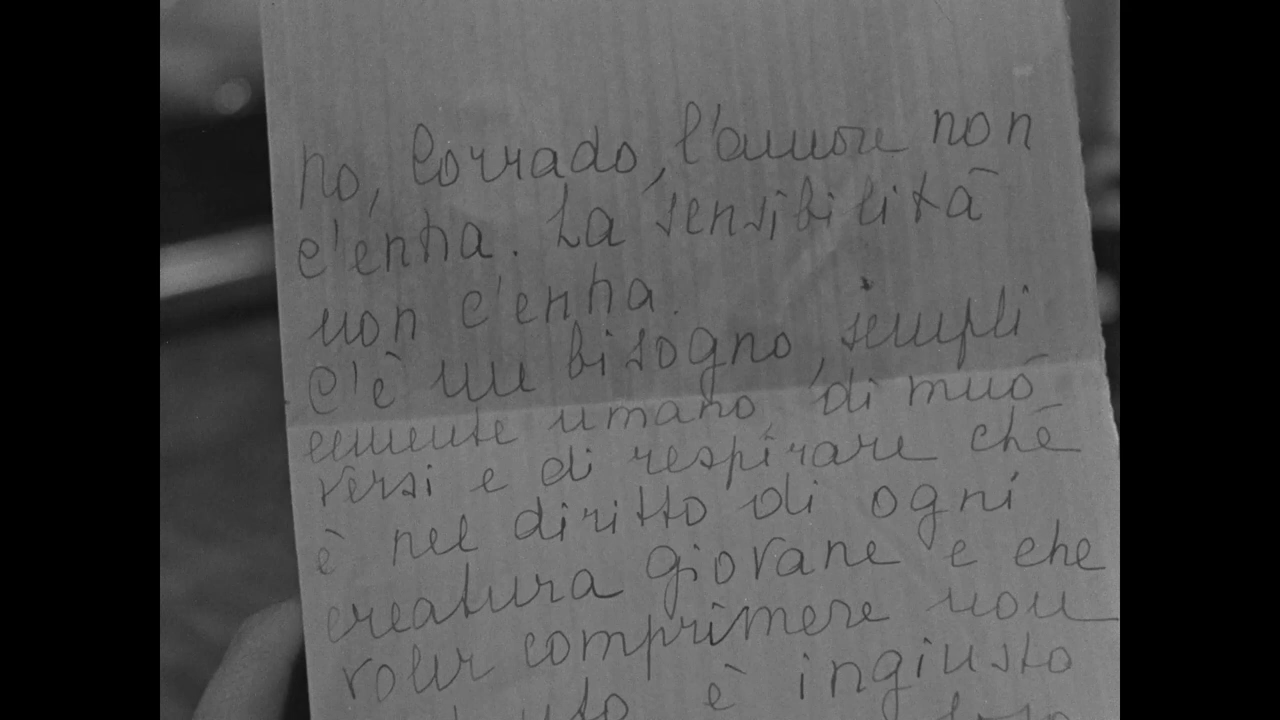 No, Corrado, l'amore non
c'entra. La sensibilità
non c'entra.
C'è un bisogno, sempli
cemente umano, di muo
versi e di respirare che
è nel diritto di ogni
creatura giovane e che
voler comprimere non
è ingiusto